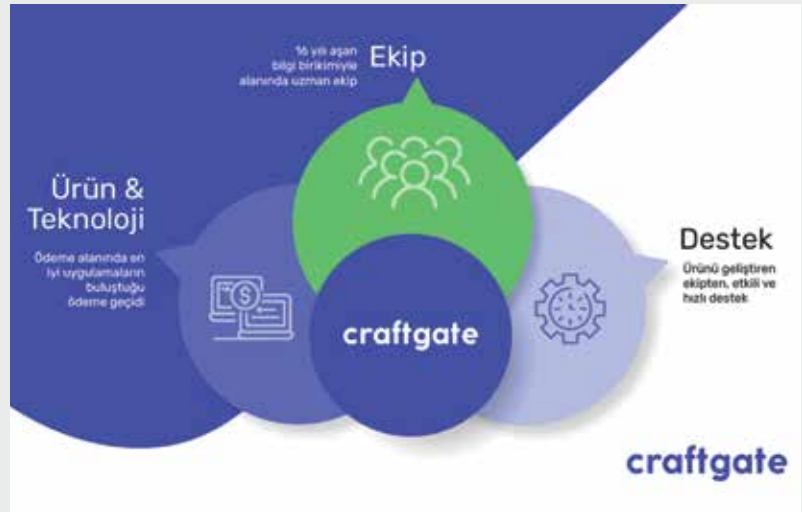 16 yılı aşan
bilgi birikimiyle
alanında uzman ekip
Ekip
Ürün &
Teknoloji
Ödeme alanında en
iyi uygulamaların
buluştuğu
ödeme geçidi
Destek
Ürünü geliştiren
ekipten, etkili ve
hızlı destek
$
craftgate
craftgate